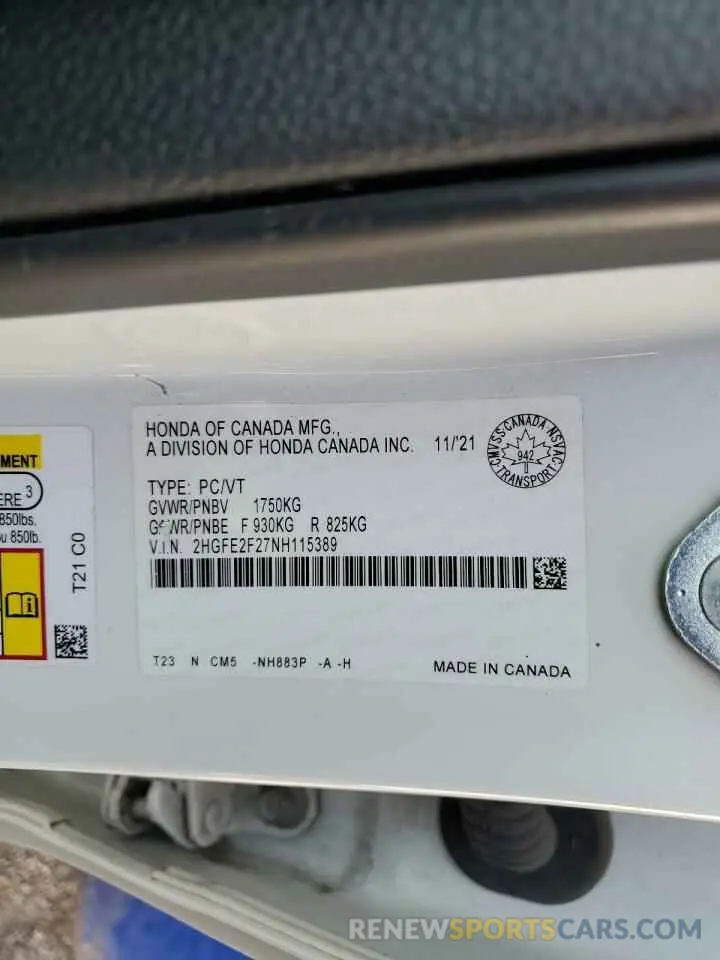 HONDA OF CANADA MFG.,
A DIVISION OF HONDA CANADA INC. 11/'21
CMVSS·CANADA·NSVAC
942
·TRANSPORT·
TYPE: PC/VT
GVWR/PNBV 1750KG
G WR/PNBE F 930KG R 825KG
V.I.N. 2HGFE2F27NH115389
T23 N CM5 -NH883P -A -H
MADE IN CANADA
MENT
ERE 3
850lbs.
u 850lb.
T21 C0
RENEWSPORTSCARS.COM